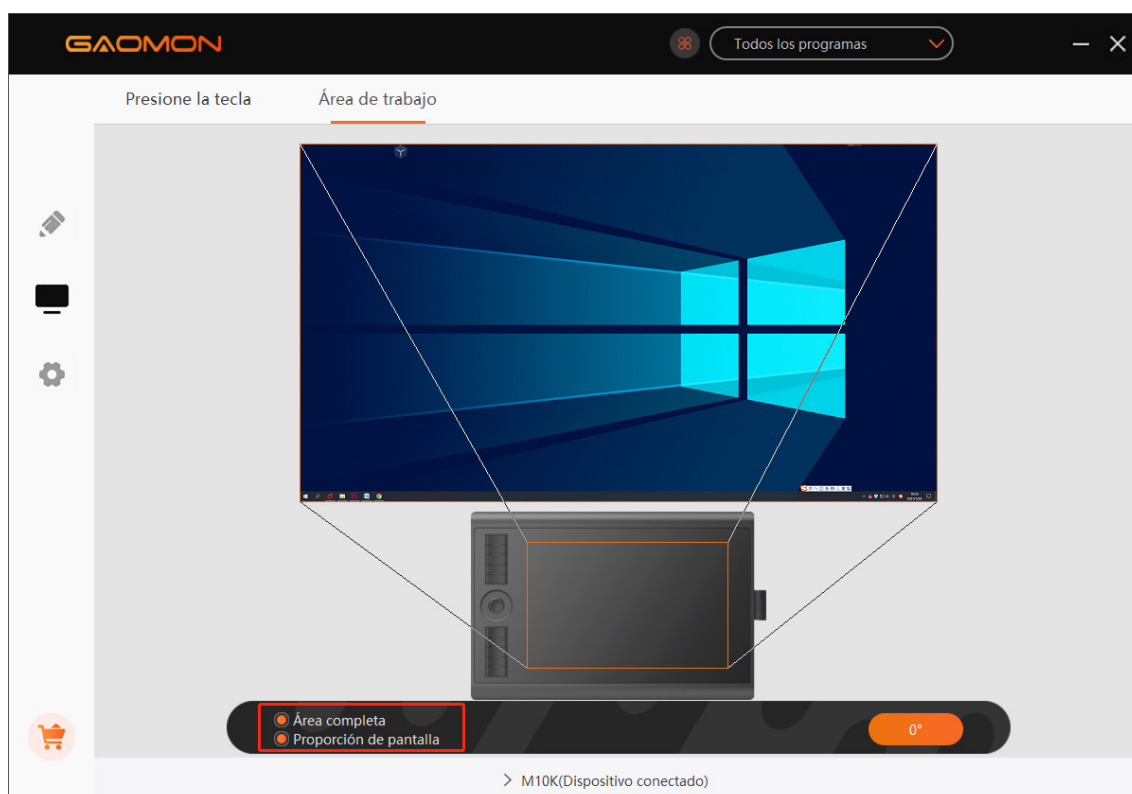 GAOMON
Todos los programas
Presione la tecla
Área de trabajo
Área completa
Proporción de pantalla
0°
M10K(Dispositivo conectado)